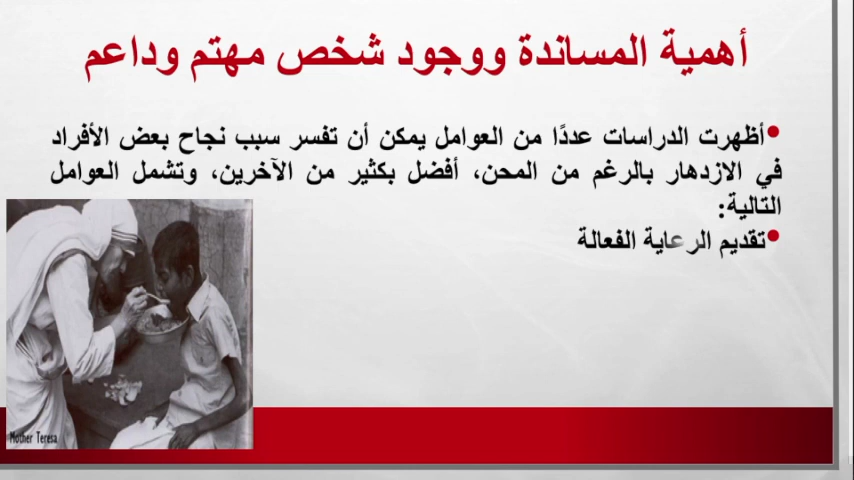 أهمية المساندة ووجود شخص مهتم وداعم
•أظهرت الدراسات عددًا من العوامل يمكن أن تفسر سبب نجاح بعض الأفراد
في الازدهار بالرغم من المحن، أفضل بكثير من الآخرين، وتشمل العوامل
التالية:
•تقديم الرعاية الفعالة
Mother Teresa